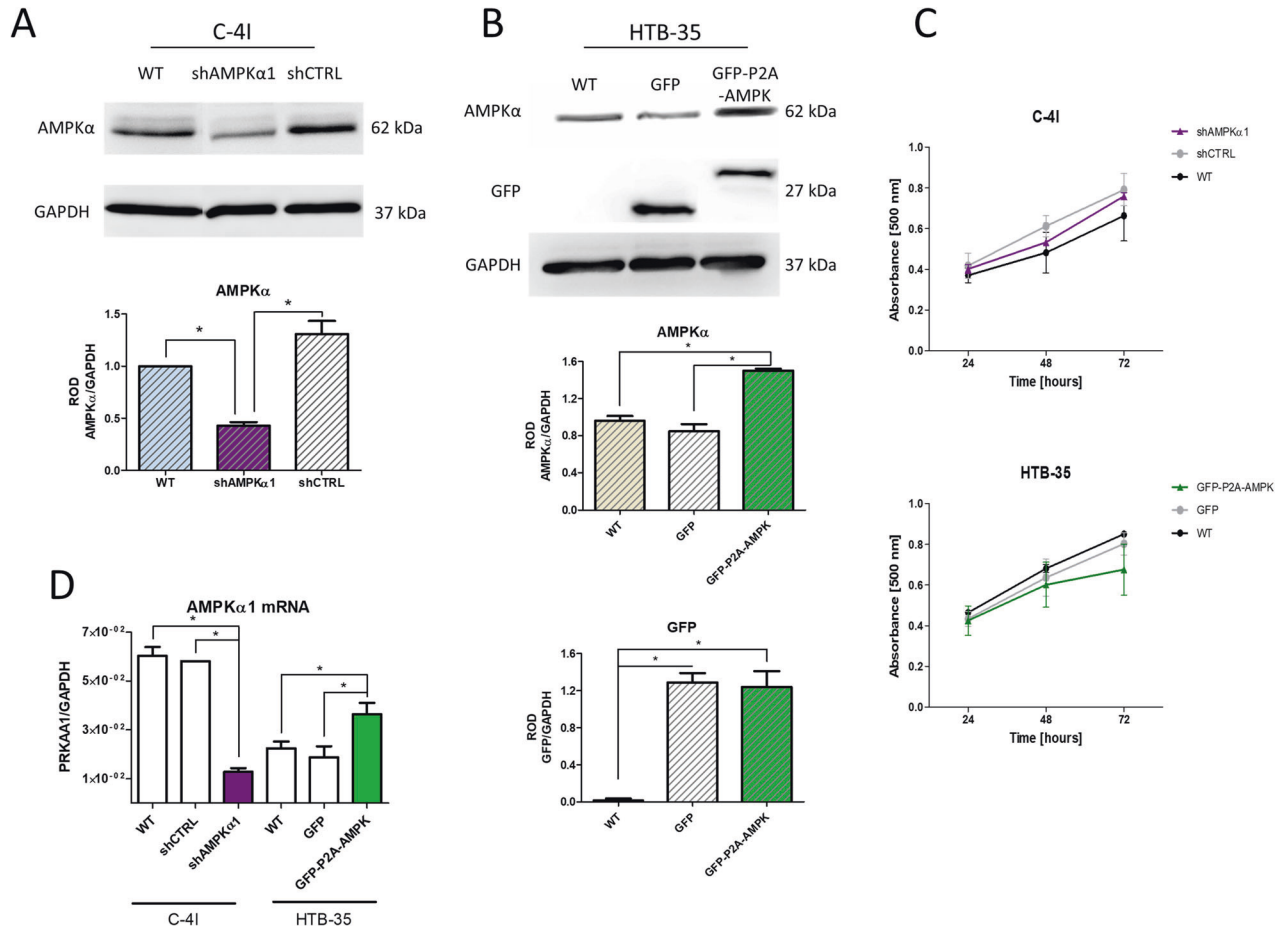 A
C-4I
WT shAMPKα1 shCTRL
AMPKα 62 kDa
GAPDH 37 kDa
AMPKα
ROD
AMPKα/GAPDH
1.5
1.0
0.5
0.0
* *
WT shAMPKα1 shCTRL
B
HTB-35
WT GFP GFP-P2A
-AMPK
AMPKα 62 kDa
GFP 27 kDa
GAPDH 37 kDa
AMPKα
ROD
AMPKα/GAPDH
1.6
1.2
0.8
0.4
0.0
*
*
WT GFP GFP-P2A-AMPK
GFP
ROD
GFP/GAPDH
2.0
1.6
1.2
0.8
0.4
0.0
*
*
WT GFP GFP-P2A-AMPK
C
C-4I
Absorbance [500 nm]
1.0
0.8
0.6
0.4
0.2
0.0
24 48 72
Time [hours]
shAMPKα1
shCTRL
WT
HTB-35
Absorbance [500 nm]
1.0
0.8
0.6
0.4
0.2
0.0
24 48 72
Time [hours]
GFP-P2A-AMPK
GFP
WT
D
AMPKα1 mRNA
PRKAA1/GAPDH
7×10⁻⁰²
5×10⁻⁰²
3×10⁻⁰²
1×10⁻⁰²
*
*
*
*
WT shCTRL shAMPKα1 WT GFP GFP-P2A-AMPK
C-4I HTB-35